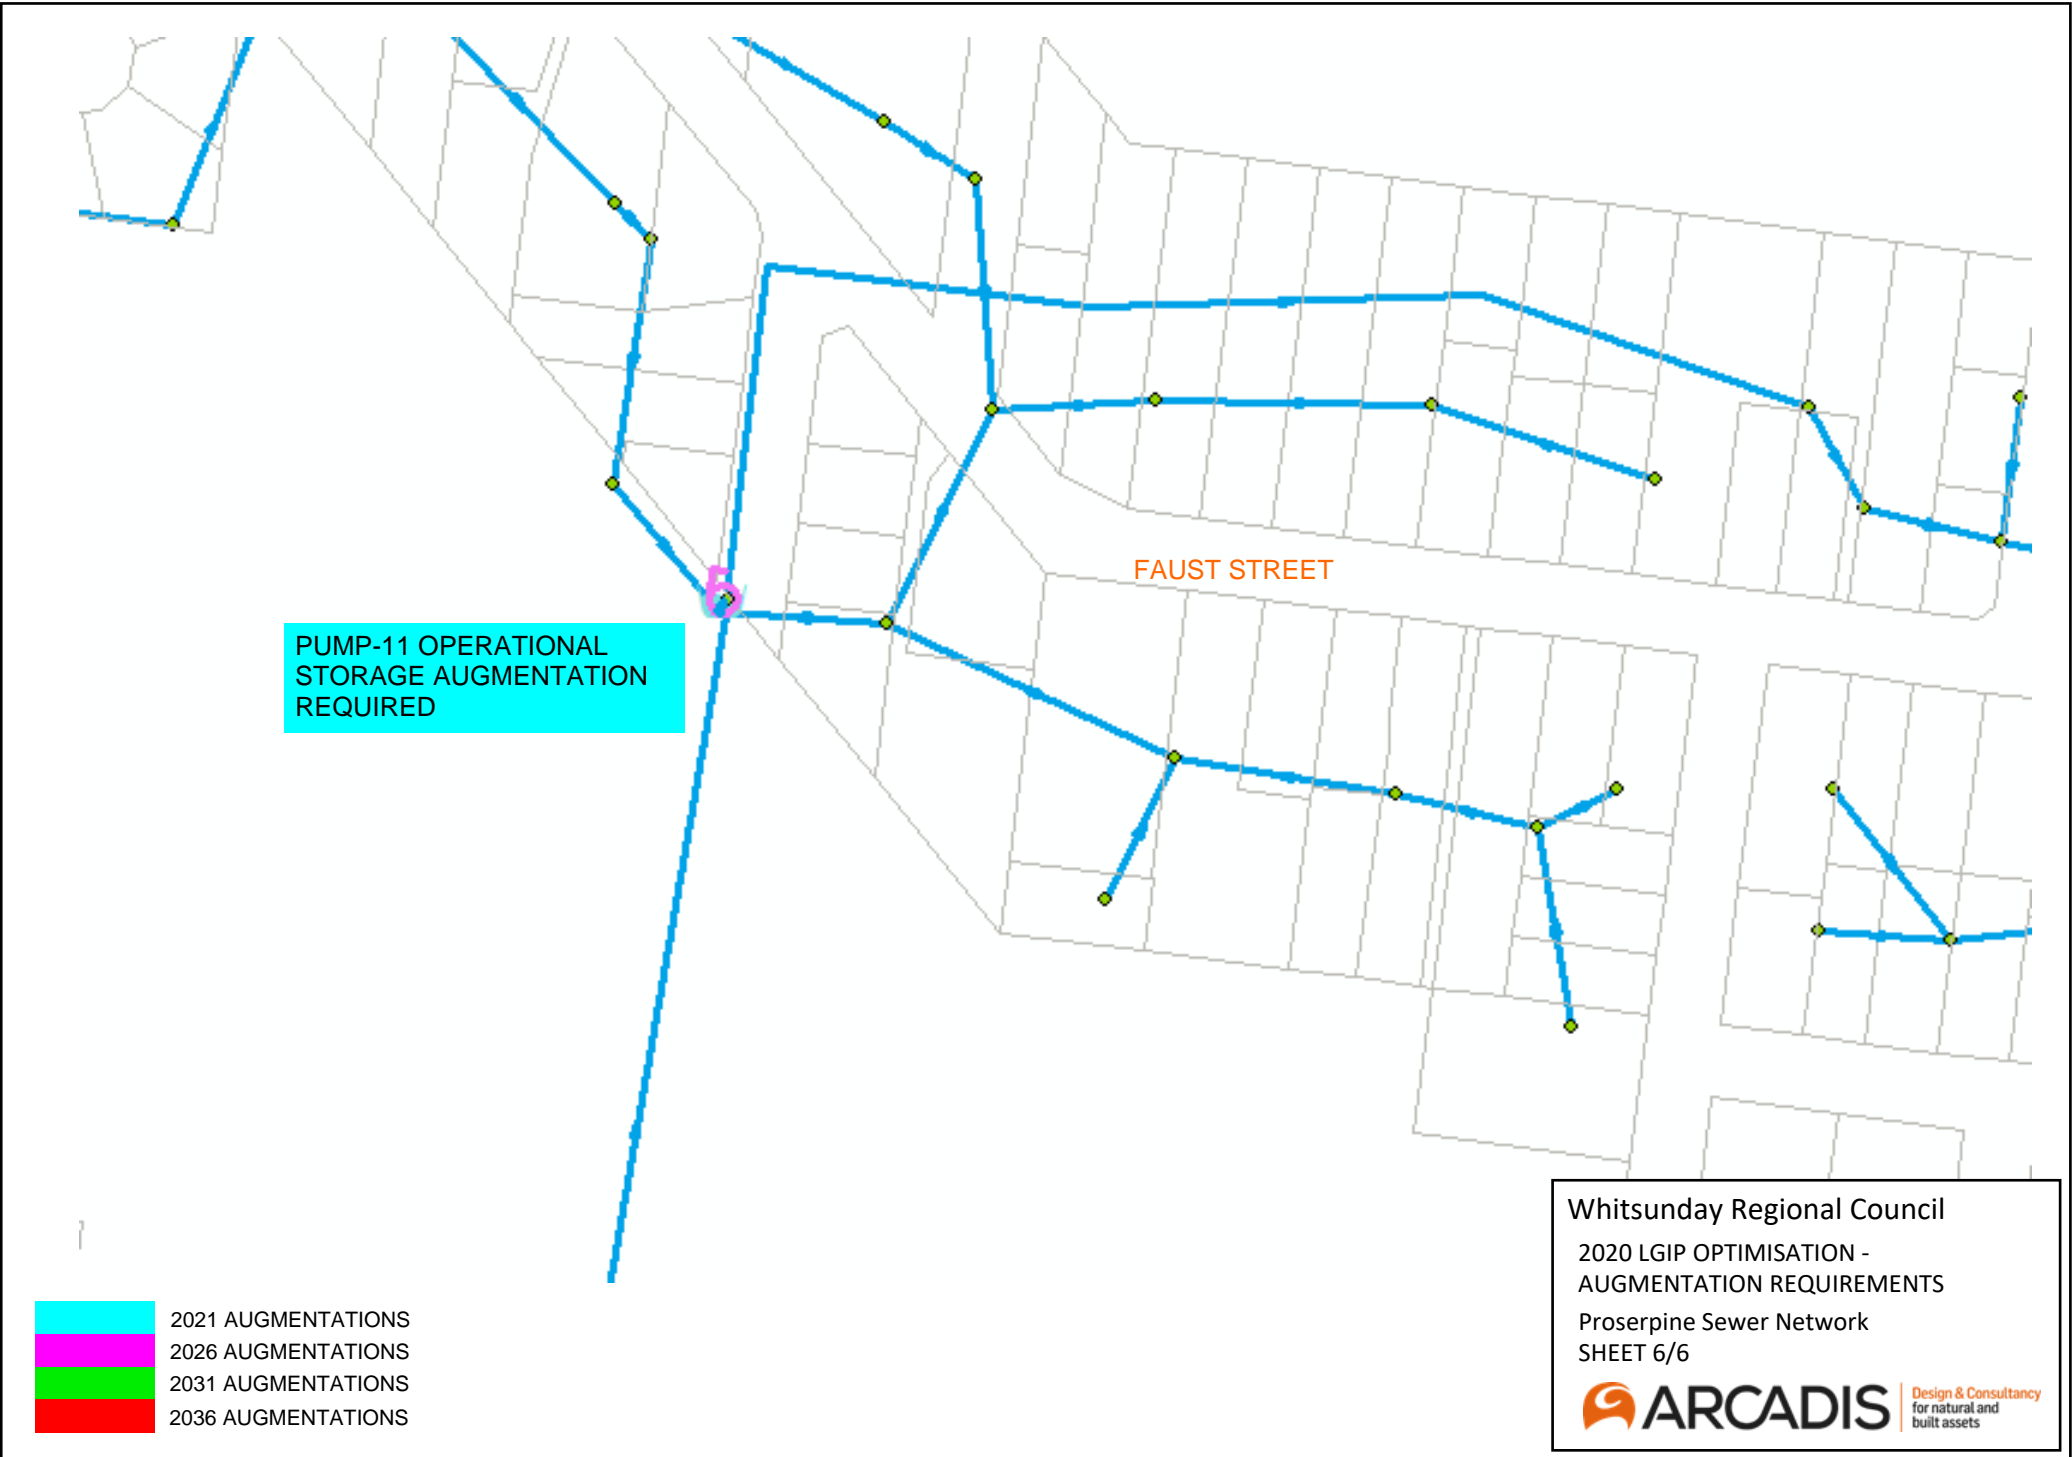 FAUST STREET
5
PUMP-11 OPERATIONAL
STORAGE AUGMENTATION
REQUIRED
2021 AUGMENTATIONS
2026 AUGMENTATIONS
2031 AUGMENTATIONS
2036 AUGMENTATIONS
Whitsunday Regional Council
2020 LGIP OPTIMISATION -
AUGMENTATION REQUIREMENTS
Proserpine Sewer Network
SHEET 6/6
ARCADIS
Design & Consultancy
for natural and
built assets